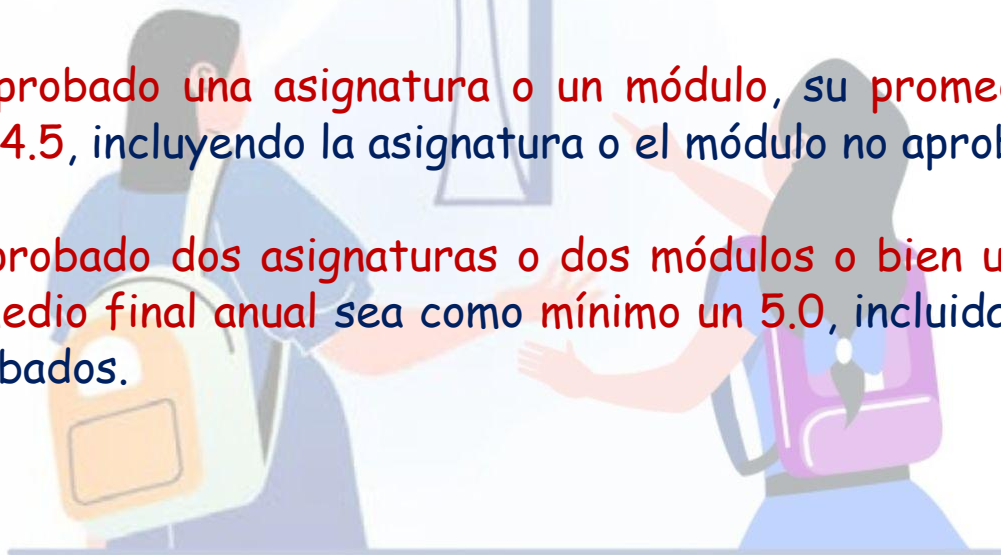 probado una asignatura o un módulo, su prome
4.5, incluyendo la asignatura o el módulo no aprob
probado dos asignaturas o dos módulos o bien u
edio final anual sea como mínimo un 5.0, incluida
bados.